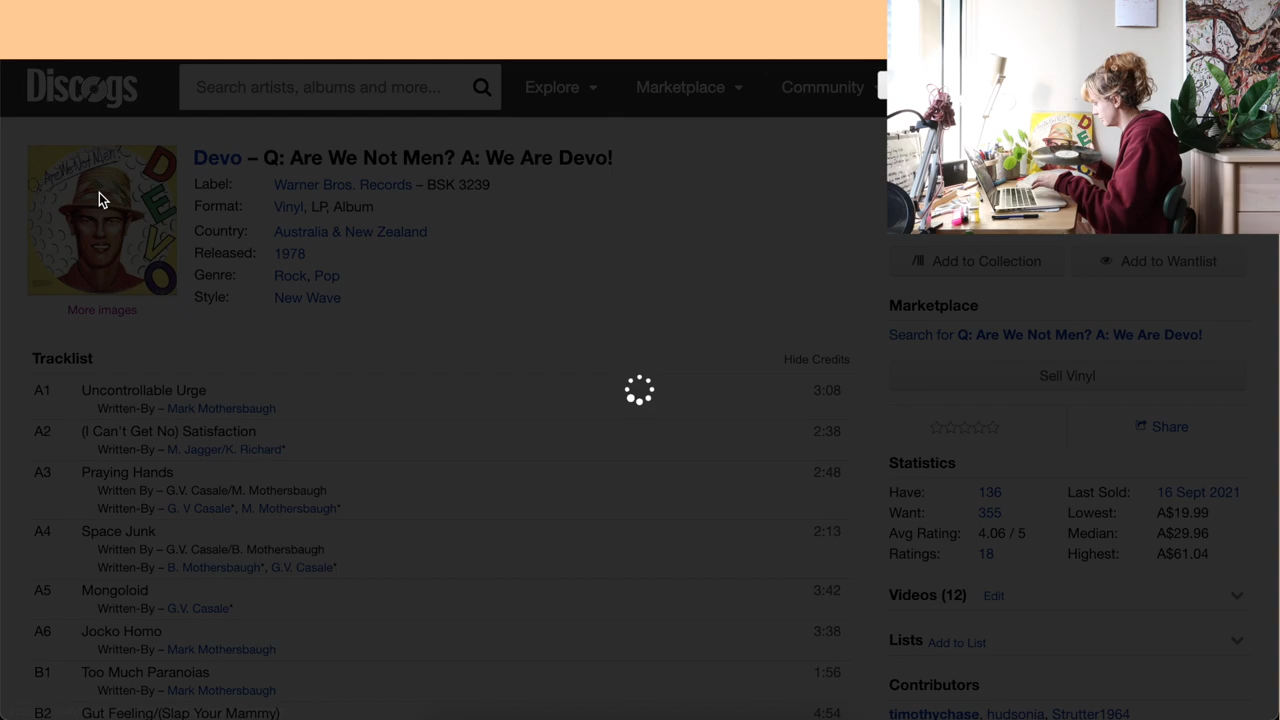 Discogs
Search artists, albums and more...
Explore
Marketplace
Community
Are We Not Men?
DEVO
DE
Devo – Q: Are We Not Men? A: We Are Devo!
Label: Warner Bros. Records – BSK 3239
Format: Vinyl, LP, Album
Country: Australia & New Zealand
Released: 1978
Genre: Rock, Pop
Style: New Wave
More images
Tracklist
Hide Credits
A1 Uncontrollable Urge 3:08
Written-By – Mark Mothersbaugh
A2 (I Can't Get No) Satisfaction 2:38
Written-By – M. Jagger/K. Richard*
A3 Praying Hands 2:48
Written By – G.V. Casale/M. Mothersbaugh
Written-By – G. V Casale*, M. Mothersbaugh*
A4 Space Junk 2:13
Written By – G.V. Casale/B. Mothersbaugh
Written-By – B. Mothersbaugh*, G.V. Casale*
A5 Mongoloid 3:42
Written-By – G.V. Casale*
A6 Jocko Homo 3:38
Written-By – Mark Mothersbaugh
B1 Too Much Paranoias 1:56
Written-By – Mark Mothersbaugh
B2 Gut Feeling/(Slap Your Mammy) 4:54
Add to Collection
Add to Wantlist
Marketplace
Search for Q: Are We Not Men? A: We Are Devo!
Sell Vinyl
Share
Statistics
Have: 136 Last Sold: 16 Sept 2021
Want: 355 Lowest: A$19.99
Avg Rating: 4.06 / 5 Median: A$29.96
Ratings: 18 Highest: A$61.04
Videos (12) Edit
Lists Add to List
Contributors
timothychase, hudsonia, Strutter1964